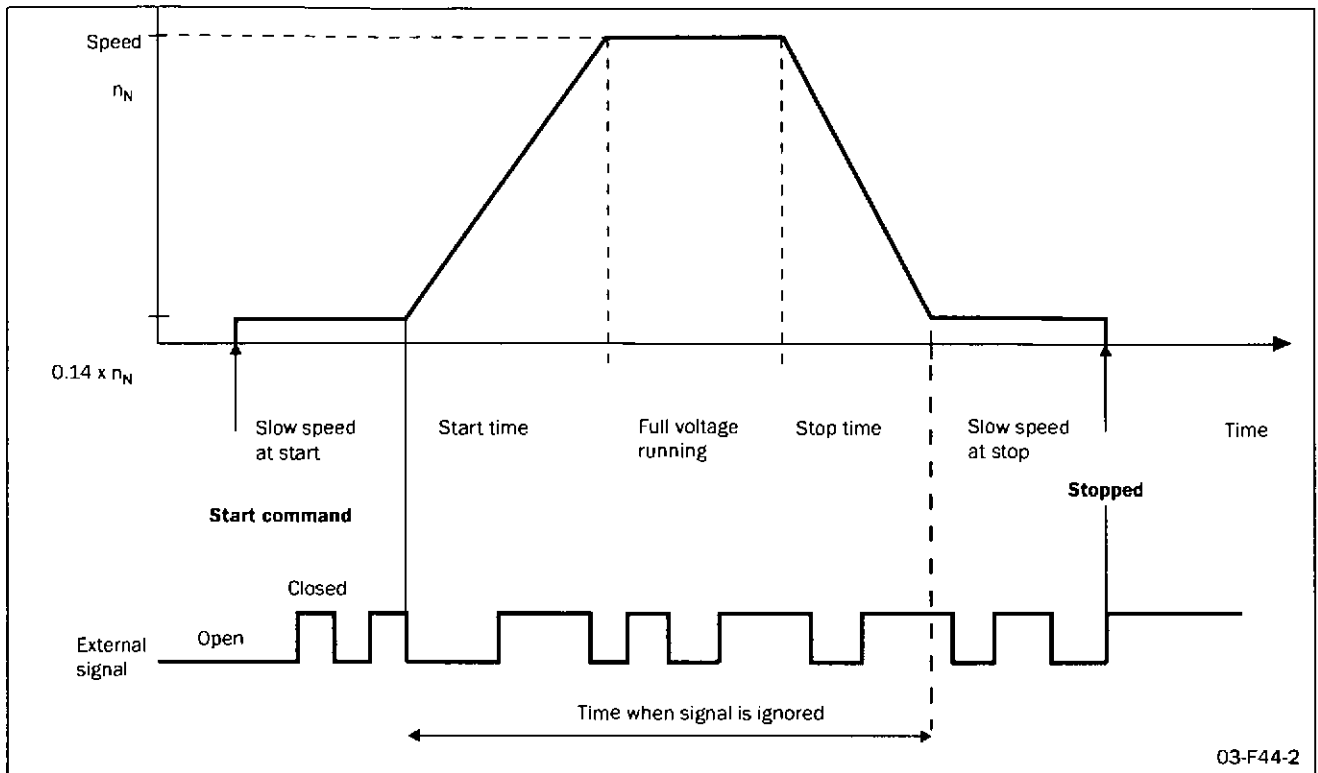 Speed
n_N
0.14 x n_N
Slow speed
at start
Start time
Full voltage
running
Stop time
Slow speed
at stop
Time
Start command
Stopped
Closed
Open
External
signal
Time when signal is ignored
03-F44-2